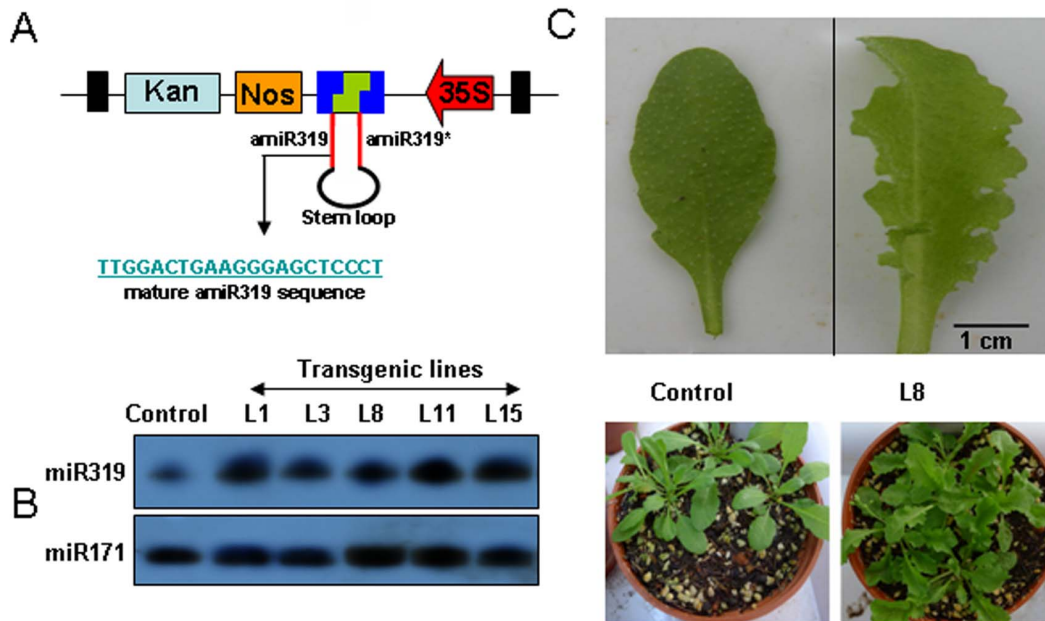 A
Kan Nos 35S
amiR319 amiR319*
Stem loop
TTGGACTGAAGGGAGCTCCCT
mature amiR319 sequence
B
Transgenic lines
Control L1 L3 L8 L11 L15
miR319
miR171
C
1 cm
Control L8